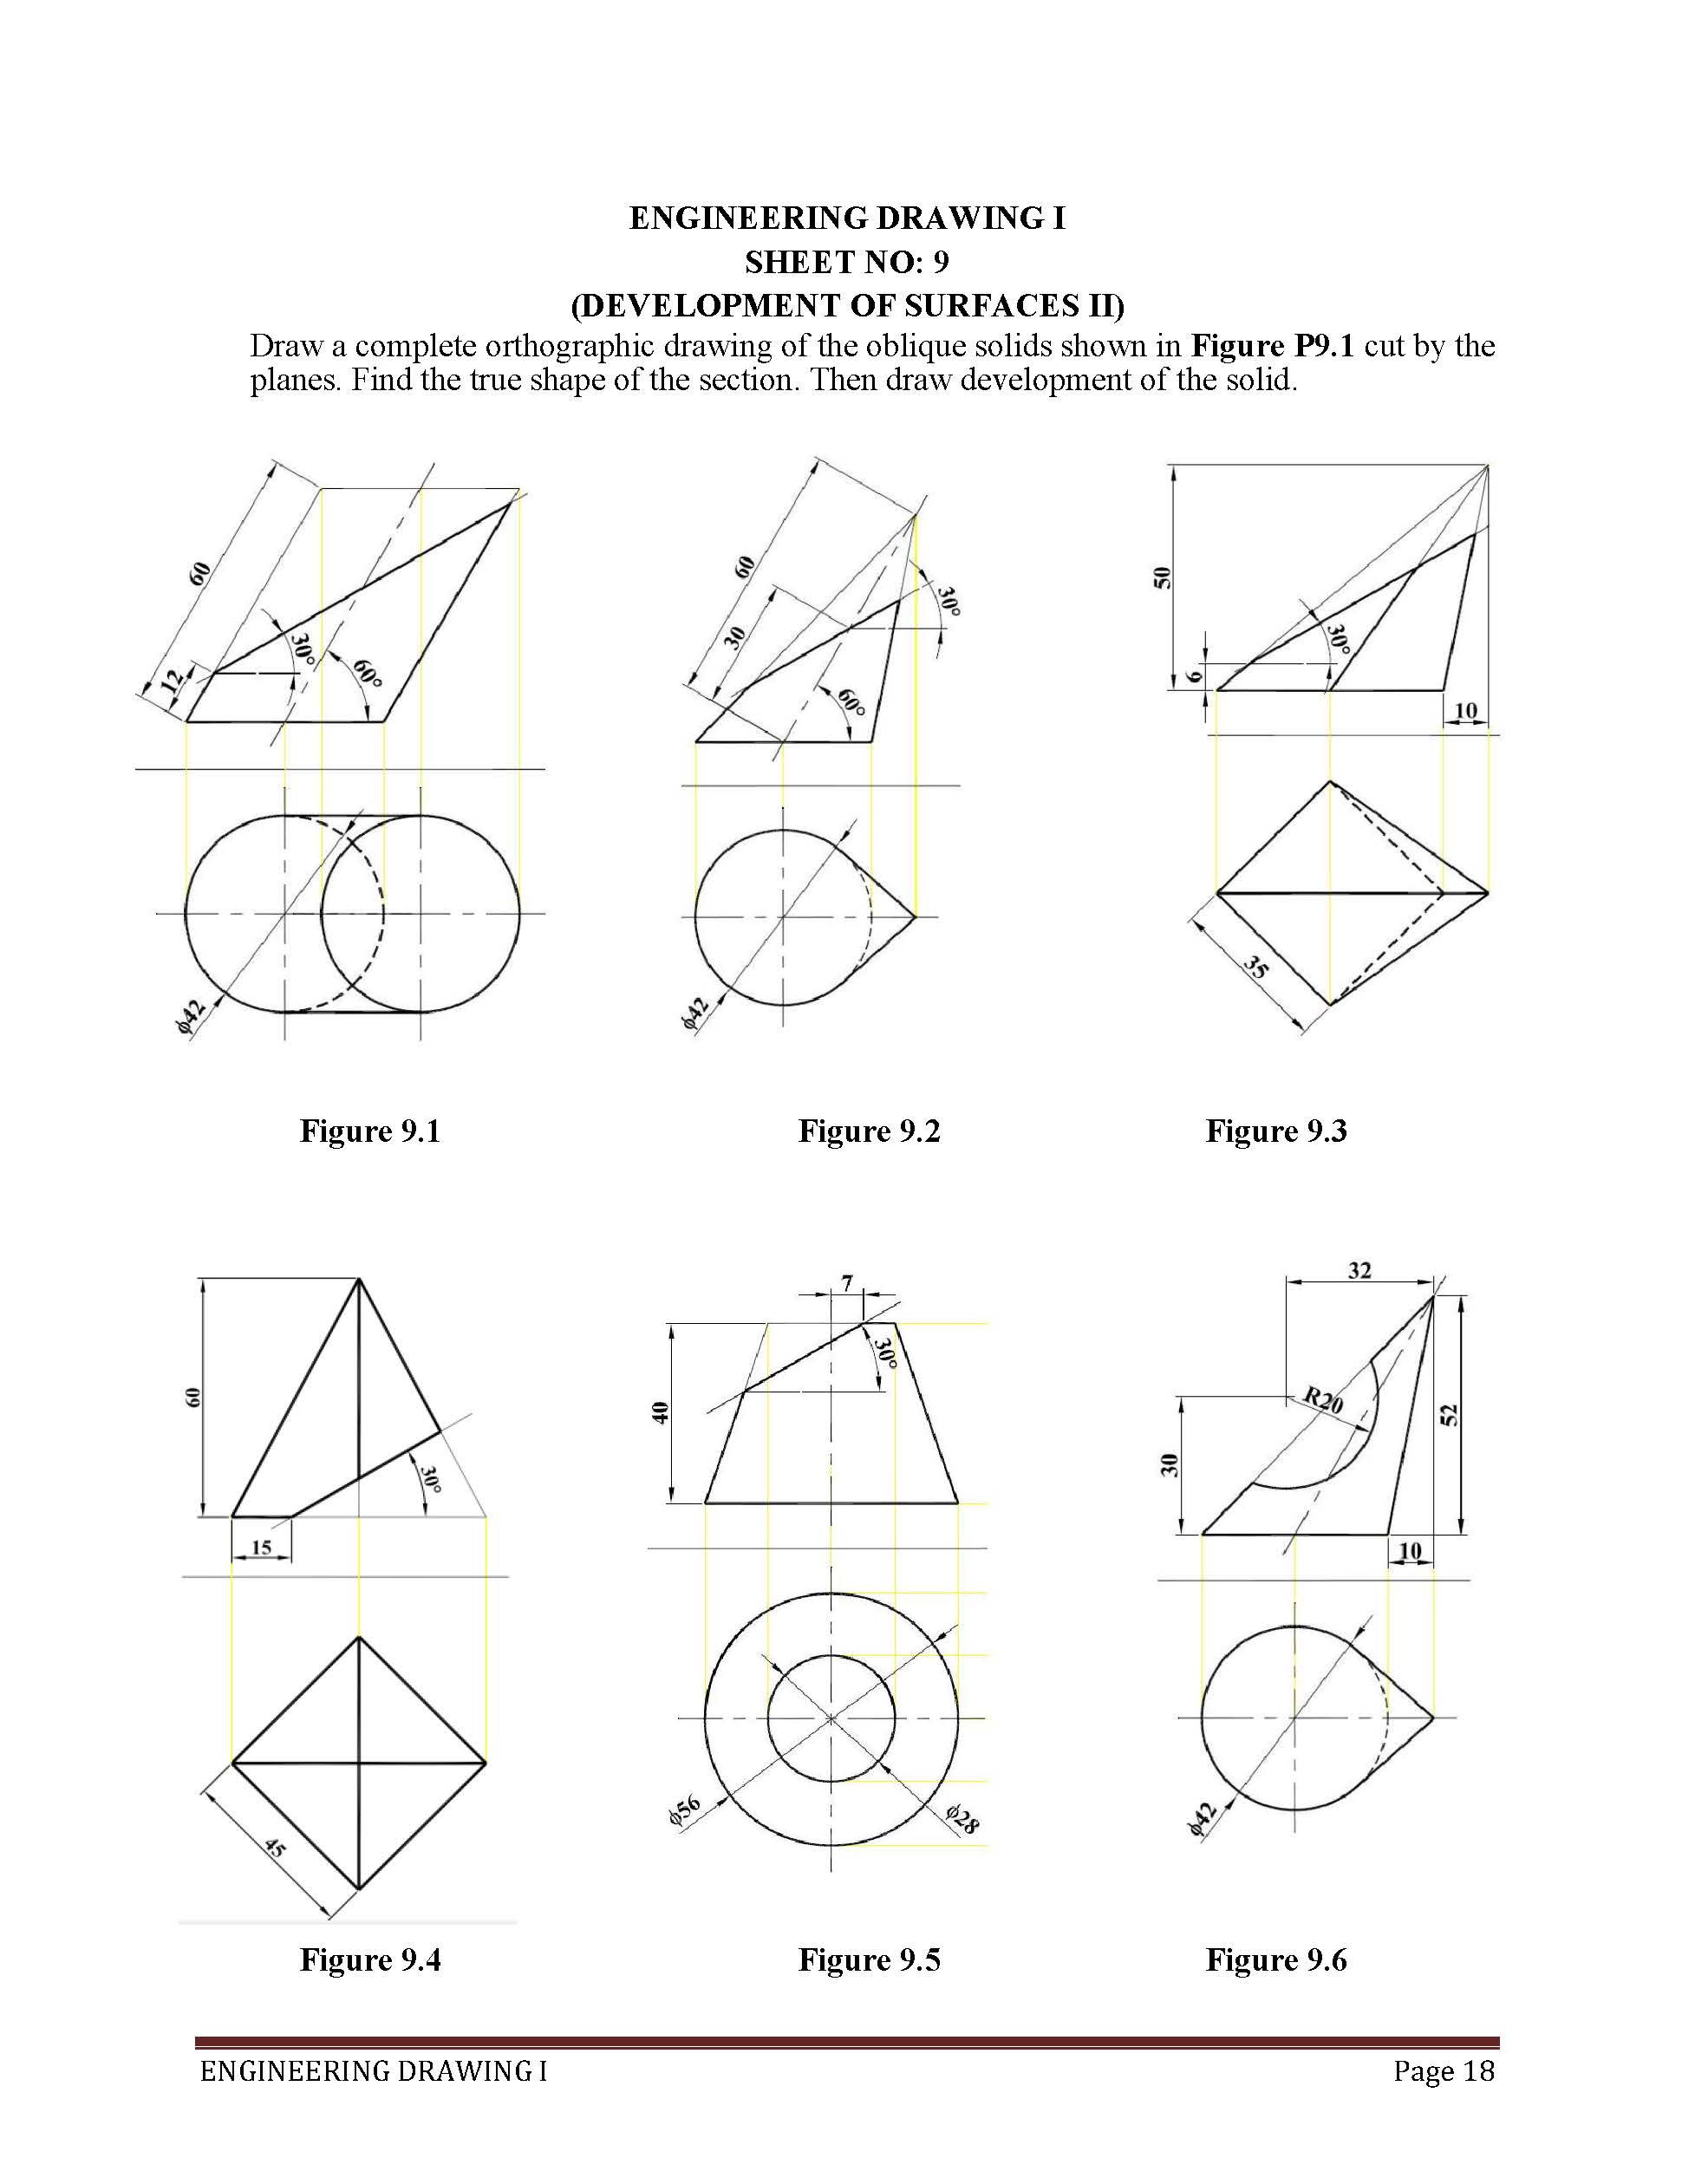 ENGINEERING DRAWING I
SHEET NO: 9
(DEVELOPMENT OF SURFACES II)
Draw a complete orthographic drawing of the oblique solids shown in Figure P9.1 cut by the
planes. Find the true shape of the section. Then draw development of the solid.
60
12
30°
60°
ϕ42
60
30
30°
60°
ϕ42
50
6
30°
10
35
Figure 9.1
Figure 9.2
Figure 9.3
60
30°
15
45
7
40
30°
ϕ56
ϕ28
32
R20
30
52
10
ϕ42
Figure 9.4
Figure 9.5
Figure 9.6
ENGINEERING DRAWING I
Page 18